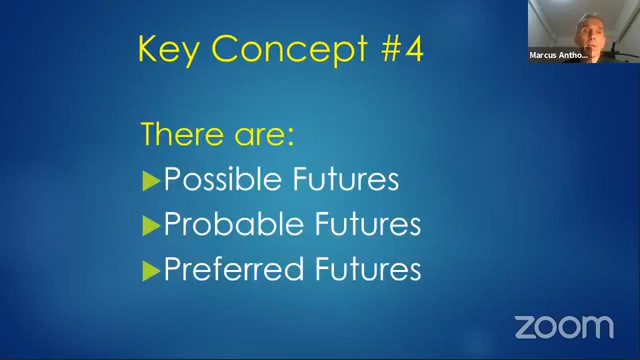 Key Concept #4
Marcus Antho...
There are:
Possible Futures
Probable Futures
Preferred Futures
zoom